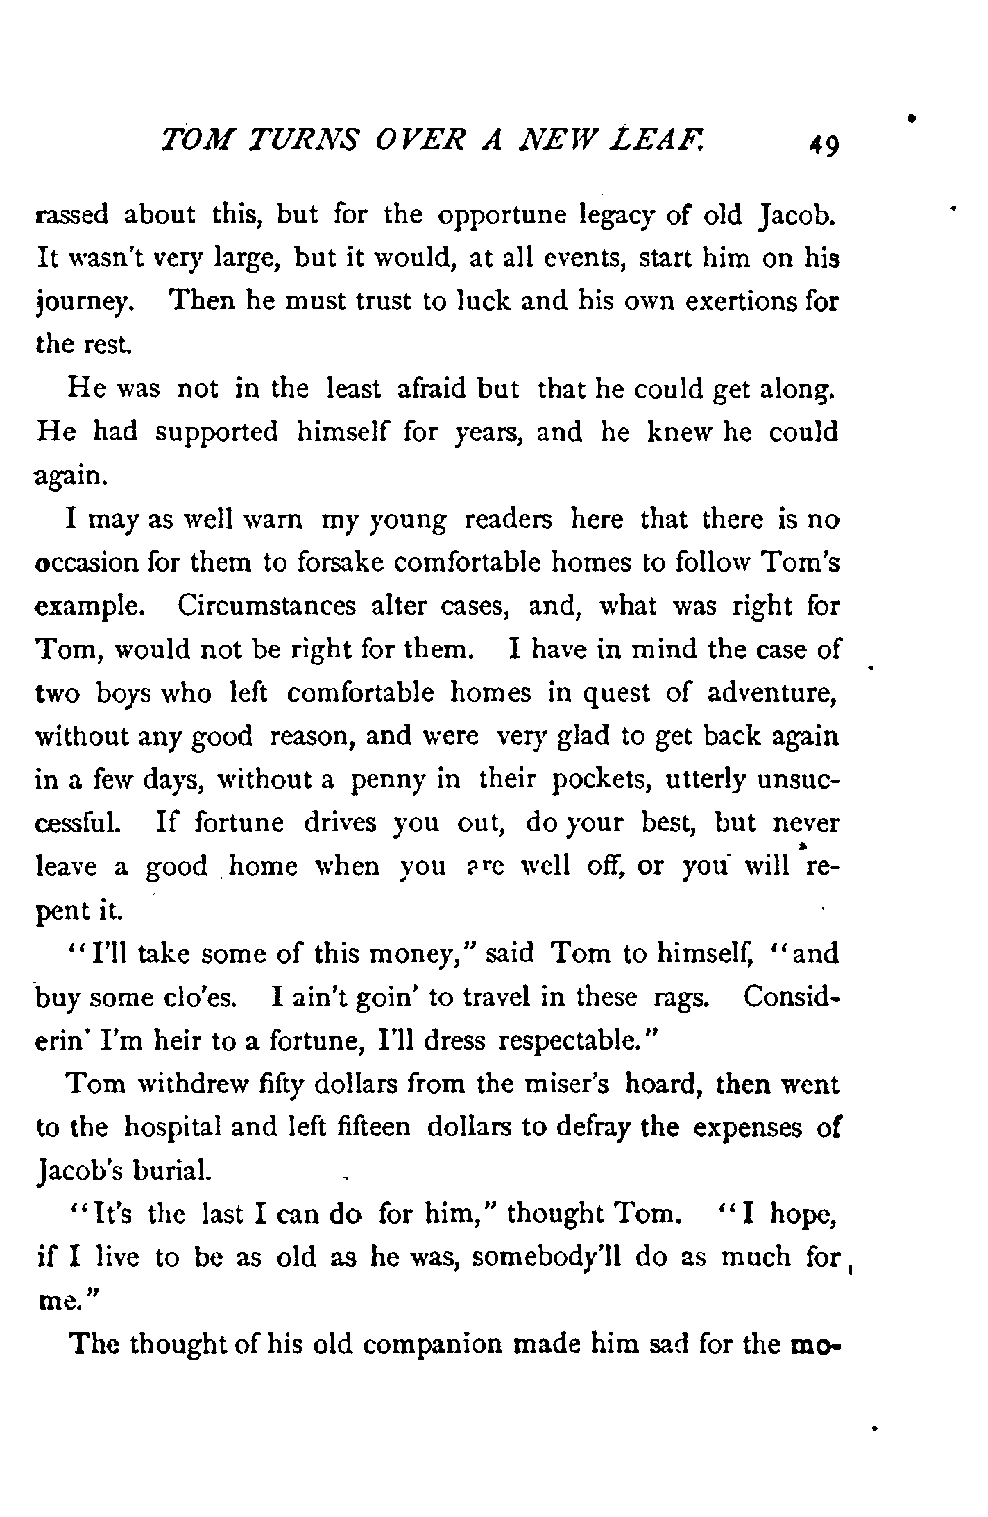 TOM TURNS OVER A NEW LEAF. 49
rassed about this, but for the opportune legacy of old Jacob.
It wasn't very large, but it would, at all events, start him on his
journey. Then he must trust to luck and his own exertions for
the rest.
He was not in the least afraid but that he could get along.
He had supported himself for years, and he knew he could
again.
I may as well warn my young readers here that there is no
occasion for them to forsake comfortable homes to follow Tom's
example. Circumstances alter cases, and, what was right for
Tom, would not be right for them. I have in mind the case of
two boys who left comfortable homes in quest of adventure,
without any good reason, and were very glad to get back again
in a few days, without a penny in their pockets, utterly unsuc-
cessful. If fortune drives you out, do your best, but never
leave a good home when you are well off, or you will re-
pent it.
"I'll take some of this money," said Tom to himself, "and
buy some clo'es. I ain't goin' to travel in these rags. Consid-
erin' I'm heir to a fortune, I'll dress respectable."
Tom withdrew fifty dollars from the miser's hoard, then went
to the hospital and left fifteen dollars to defray the expenses of
Jacob's burial.
"It's the last I can do for him," thought Tom. "I hope,
if I live to be as old as he was, somebody'll do as much for
me."
The thought of his old companion made him sad for the mo-